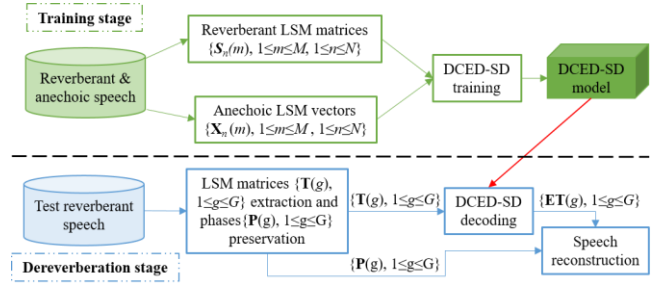 Training stage
Reverberant & 
anechoic speech
Reverberant LSM matrices
{S_n(m), 1≤m≤M, 1≤n≤N}
Anechoic LSM vectors
{X_n(m), 1≤m≤M, 1≤n≤N}
DCED-SD
training
DCED-SD
model
Test reverberant
speech
LSM matrices {T(g),
1≤g≤G} extraction and
phases{P(g), 1≤g≤G}
preservation
{T(g), 1≤g≤G}
DCED-SD
decoding
{ET(g), 1≤g≤G}
Speech
reconstruction
{P(g), 1≤g≤G}
Dereverberation stage